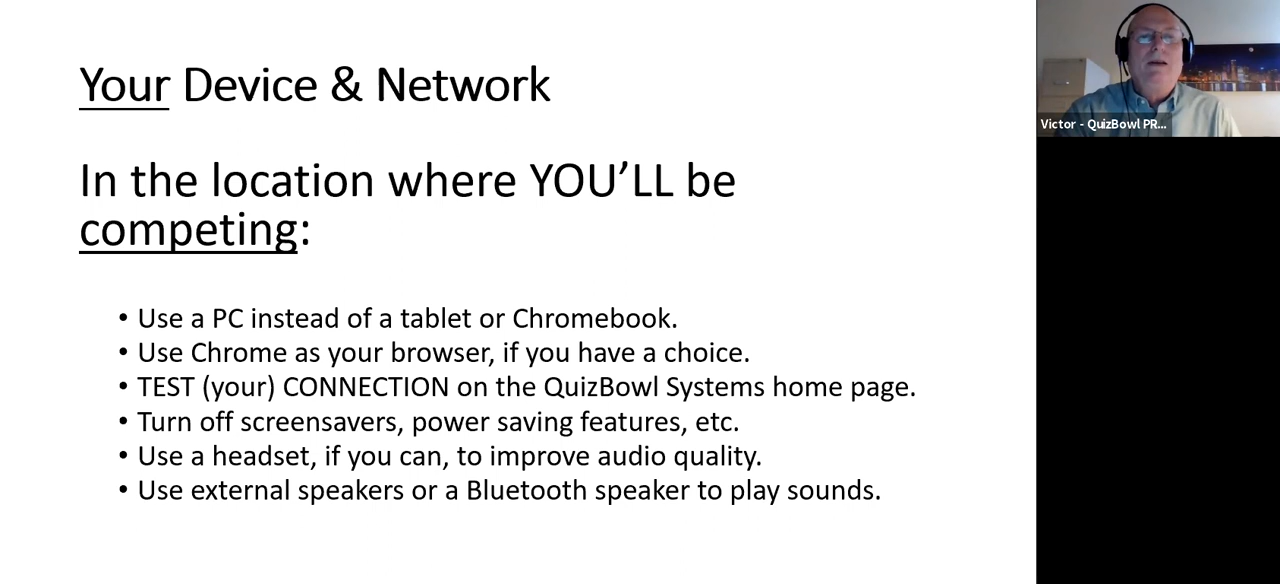 Your Device & Network
In the location where YOU’LL be
competing:
• Use a PC instead of a tablet or Chromebook.
• Use Chrome as your browser, if you have a choice.
• TEST (your) CONNECTION on the QuizBowl Systems home page.
• Turn off screensavers, power saving features, etc.
• Use a headset, if you can, to improve audio quality.
• Use external speakers or a Bluetooth speaker to play sounds.
Victor - QuizBowl PR...